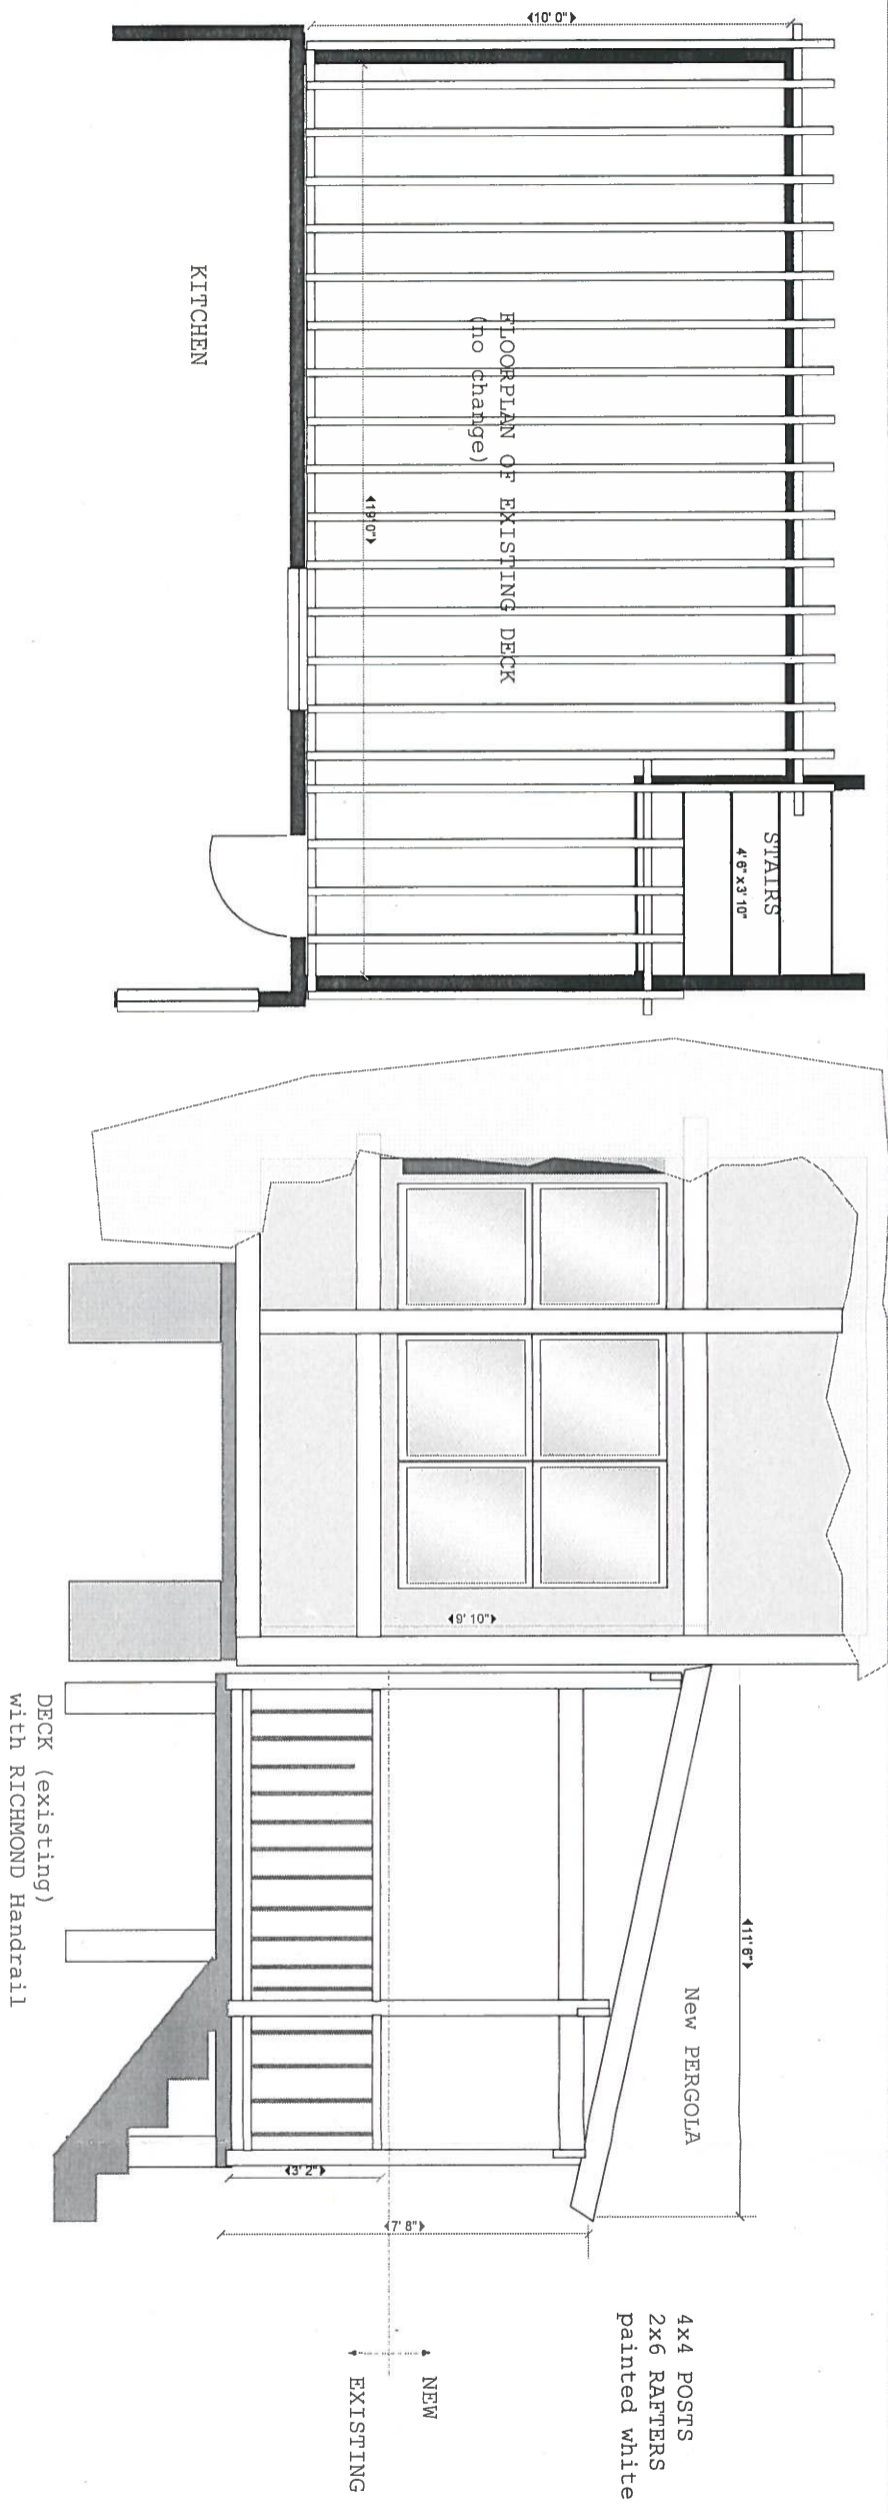 10' 0"
KITCHEN
FLOORPLAN OF EXISTING DECK
(no change)
19' 0"
STAIRS
4' 6" x 3' 10"
9' 10"
DECK (existing)
with RICHMOND Handrail
11' 6"
New PERGOLA
3' 2"
7' 8"
4x4 POSTS
2x6 RAFTERS
painted white
NEW
EXISTING